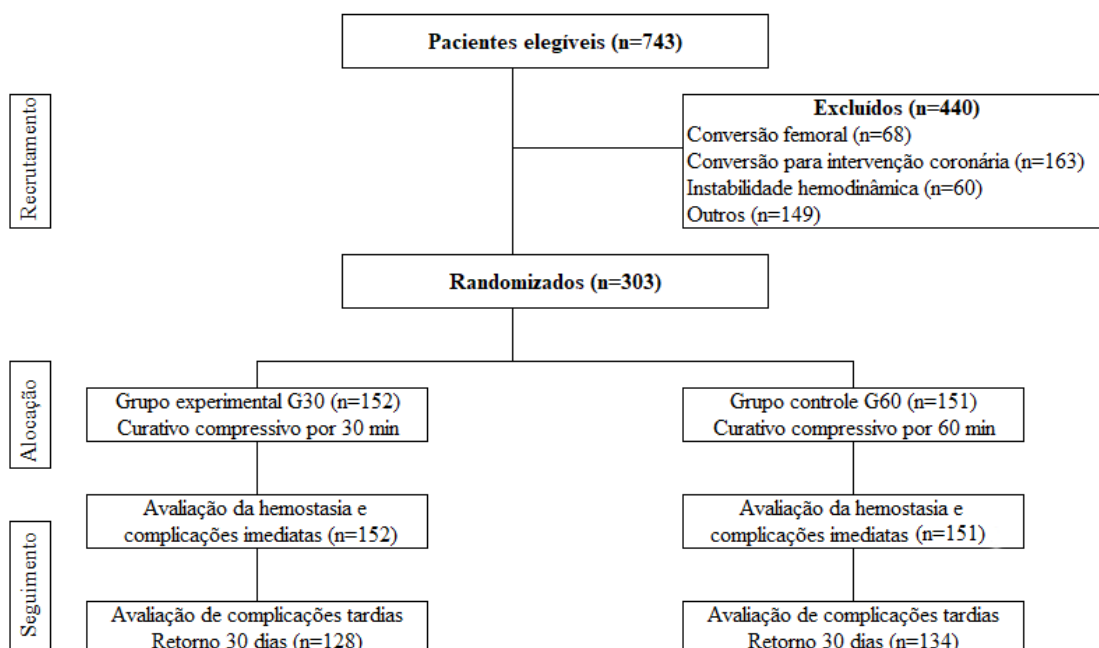 Pacientes elegíveis (n=743)
Recrutamento
Excluídos (n=440)
Conversão femoral (n=68)
Conversão para intervenção coronária (n=163)
Instabilidade hemodinâmica (n=60)
Outros (n=149)
Randomizados (n=303)
Alocação
Grupo experimental G30 (n=152)
Curativo compressivo por 30 min
Grupo controle G60 (n=151)
Curativo compressivo por 60 min
Seguimento
Avaliação da hemostasia e
complicações imediatas (n=152)
Avaliação da hemostasia e
complicações imediatas (n=151)
Avaliação de complicações tardias
Retorno 30 dias (n=128)
Avaliação de complicações tardias
Retorno 30 dias (n=134)